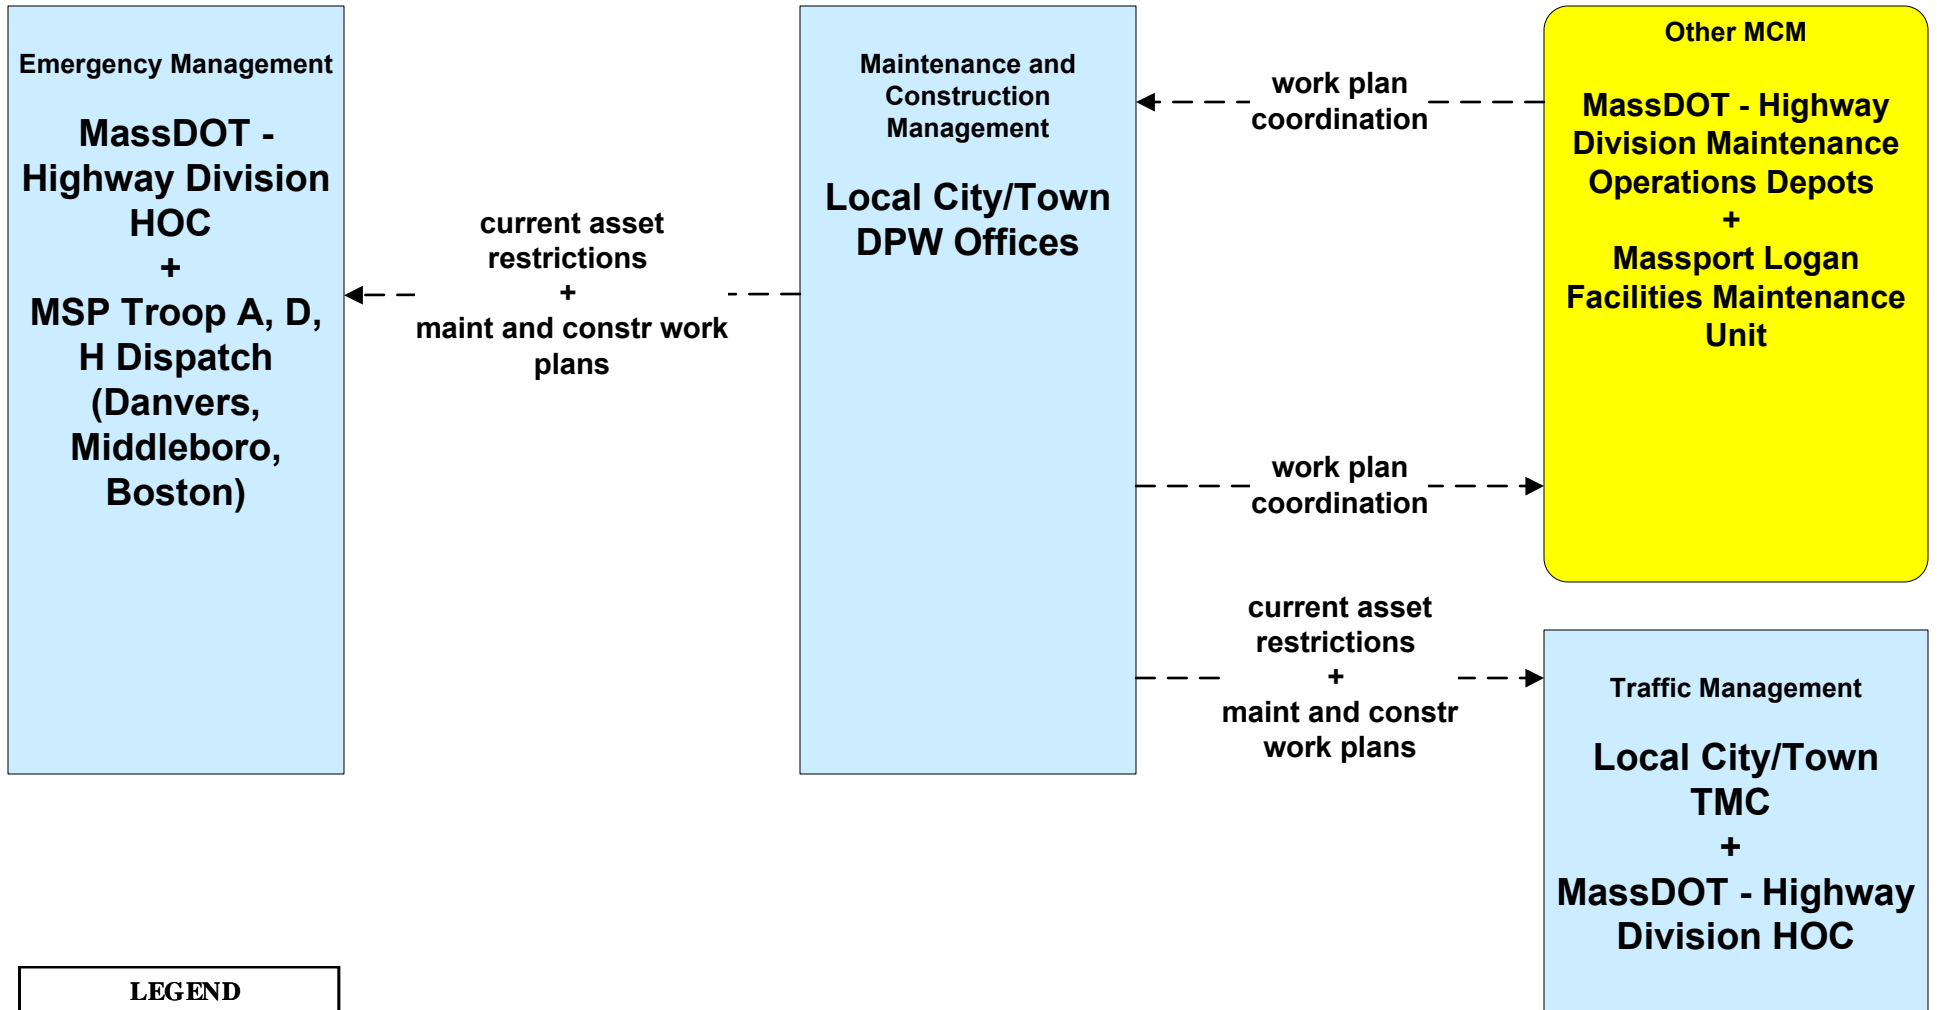 Emergency Management
MassDOT -
Highway Division
HOC
+
MSP Troop A, D,
H Dispatch
(Danvers,
Middleboro,
Boston)
current asset
restrictions
+
maint and constr work
plans
Maintenance and
Construction
Management
Local City/Town
DPW Offices
work plan
coordination
Other MCM
MassDOT - Highway
Division Maintenance
Operations Depots
+
Massport Logan
Facilities Maintenance
Unit
work plan
coordination
current asset
restrictions
+
maint and constr
work plans
Traffic Management
Local City/Town
TMC
+
MassDOT - Highway
Division HOC
LEGEND